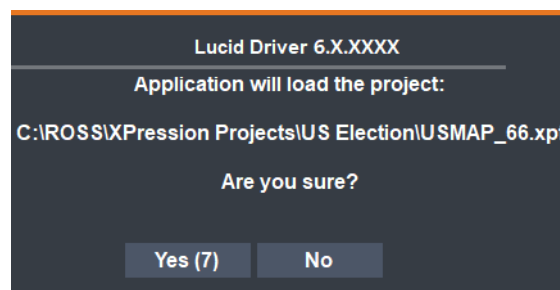 Lucid Driver 6.X.XXXX
Application will load the project:
C:\ROSS\XPression Projects\US Election\USMAP_66.xpf
Are you sure?
Yes (7)
No